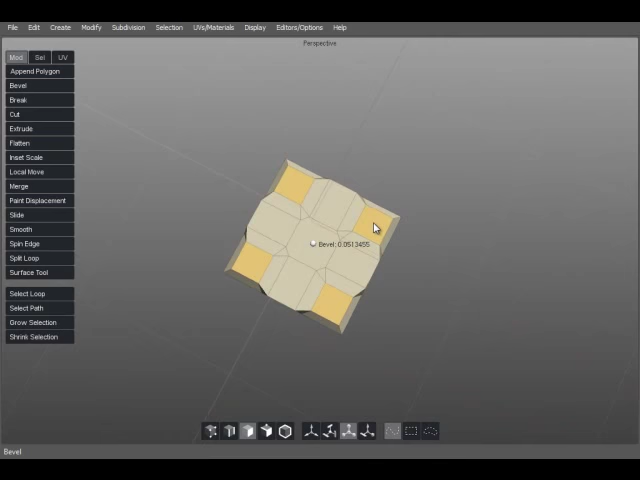 File Edit Create Modify Subdivision Selection UVs/Materials Display Editors/Options Help
Perspective
Mod Sel UV
Append Polygon
Bevel
Break
Cut
Extrude
Flatten
Inset Scale
Local Move
Merge
Paint Displacement
Slide
Smooth
Spin Edge
Split Loop
Surface Tool
Select Loop
Select Path
Grow Selection
Shrink Selection
Bevel: 0.0513455
Bevel